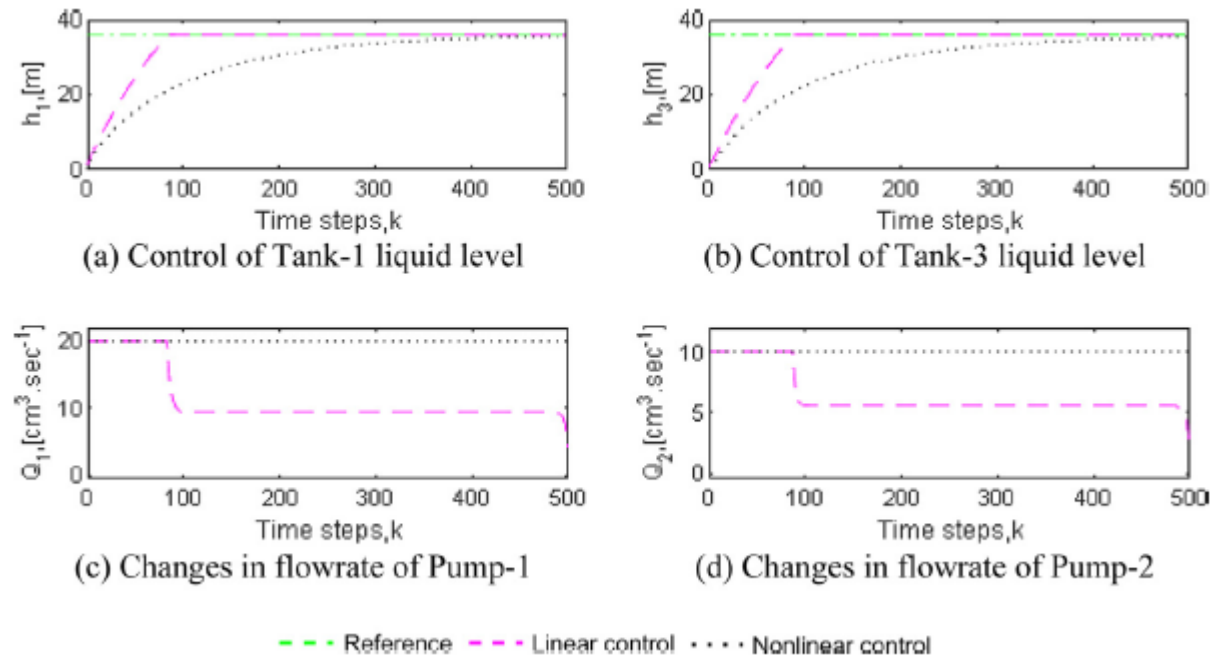 40
20
0
h1,[m]
0 100 200 300 400 500
Time steps,k
(a) Control of Tank-1 liquid level
40
20
0
h3,[m]
0 100 200 300 400 500
Time steps,k
(b) Control of Tank-3 liquid level
20
10
0
Q1,[cm³.sec⁻¹]
0 100 200 300 400 500
Time steps,k
(c) Changes in flowrate of Pump-1
10
5
0
Q2,[cm³.sec⁻¹]
0 100 200 300 400 500
Time steps,k
(d) Changes in flowrate of Pump-2
Reference Linear control Nonlinear control